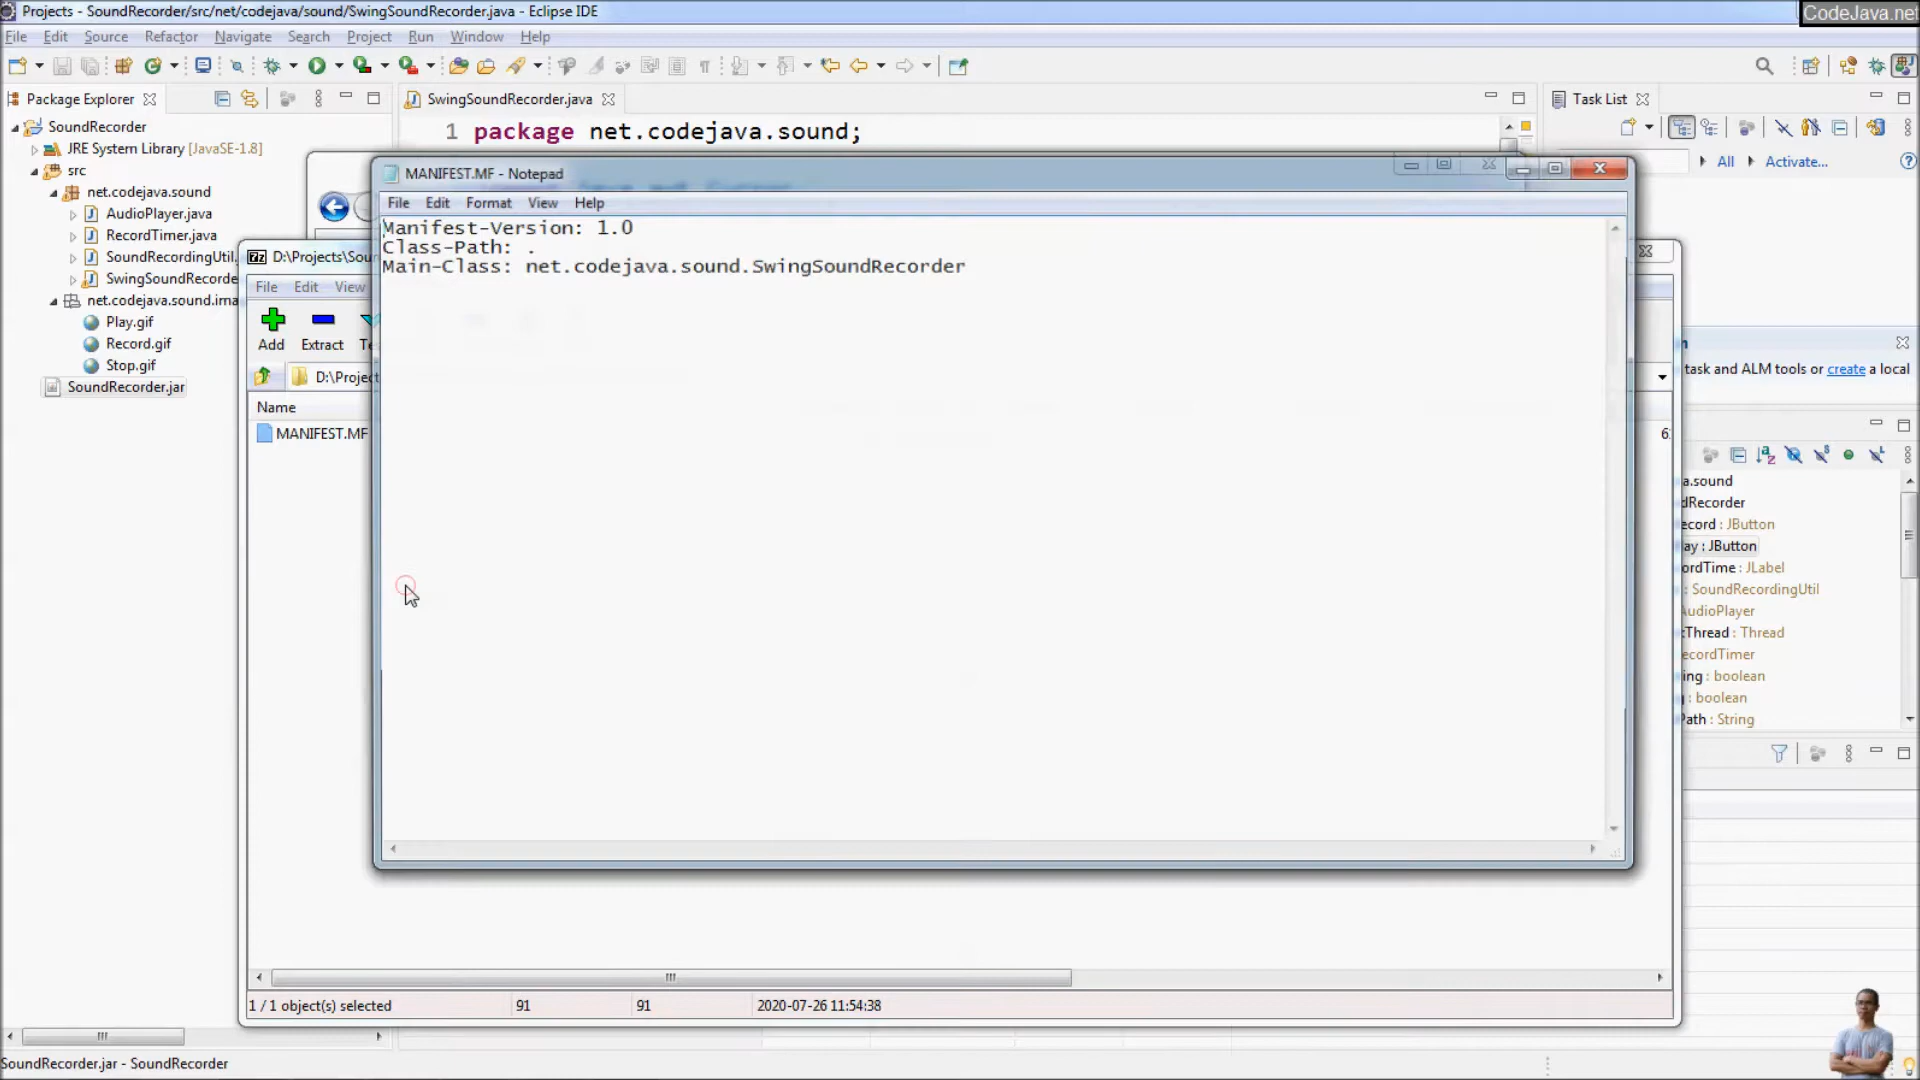 Projects - SoundRecorder/src/net/codejava/sound/SwingSoundRecorder.java - Eclipse IDE
CodeJava.net
File Edit Source Refactor Navigate Search Project Run Window Help
Package Explorer
SwingSoundRecorder.java
Task List
SoundRecorder
1 package net.codejava.sound;
JRE System Library [JavaSE-1.8]
All Activate...
src
MANIFEST.MF - Notepad
net.codejava.sound
File Edit Format View Help
AudioPlayer.java
Manifest-Version: 1.0
RecordTimer.java
Class-Path: .
SoundRecordingUtil.
D:\Projects\Sou
Main-Class: net.codejava.sound.SwingSoundRecorder
SwingSoundRecorde
File Edit View
net.codejava.sound.ima
Play.gif
Record.gif
Add Extract Te
Stop.gif
task and ALM tools or create a local
D:\Project
SoundRecorder.jar
Name
MANIFEST.MF
6
a.sound
dRecorder
ecord : JButton
ay : JButton
ordTime : JLabel
: SoundRecordingUtil
AudioPlayer
:Thread : Thread
ecordTimer
ing : boolean
: boolean
Path : String
1 / 1 object(s) selected 91 91 2020-07-26 11:54:38
SoundRecorder.jar - SoundRecorder